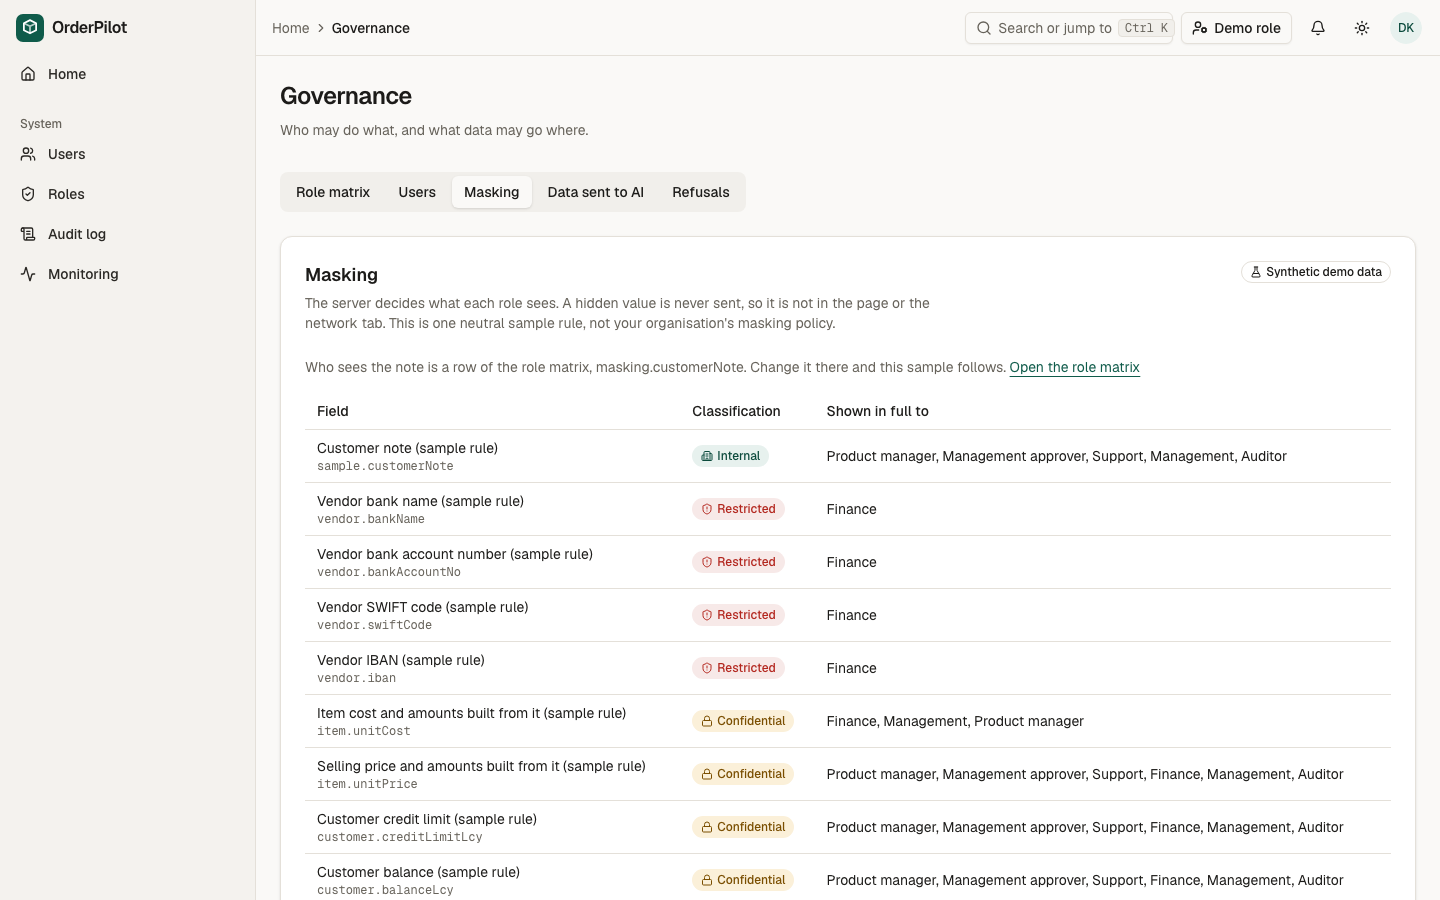 OrderPilot
Home
System
Users
Roles
Audit log
Monitoring
Home > Governance
Search or jump to Ctrl K
Demo role
DK
Governance
Who may do what, and what data may go where.
Role matrix Users Masking Data sent to AI Refusals
Masking
Synthetic demo data
The server decides what each role sees. A hidden value is never sent, so it is not in the page or the
network tab. This is one neutral sample rule, not your organisation's masking policy.
Who sees the note is a row of the role matrix, masking.customerNote. Change it there and this sample follows. Open the role matrix
Field Classification Shown in full to
Customer note (sample rule)
sample.customerNote
Internal
Product manager, Management approver, Support, Management, Auditor
Vendor bank name (sample rule)
vendor.bankName
Restricted
Finance
Vendor bank account number (sample rule)
vendor.bankAccountNo
Restricted
Finance
Vendor SWIFT code (sample rule)
vendor.swiftCode
Restricted
Finance
Vendor IBAN (sample rule)
vendor.iban
Restricted
Finance
Item cost and amounts built from it (sample rule)
item.unitCost
Confidential
Finance, Management, Product manager
Selling price and amounts built from it (sample rule)
item.unitPrice
Confidential
Product manager, Management approver, Support, Finance, Management, Auditor
Customer credit limit (sample rule)
customer.creditLimitLcy
Confidential
Product manager, Management approver, Support, Finance, Management, Auditor
Customer balance (sample rule)
customer.balanceLcy
Confidential
Product manager, Management approver, Support, Finance, Management, Auditor